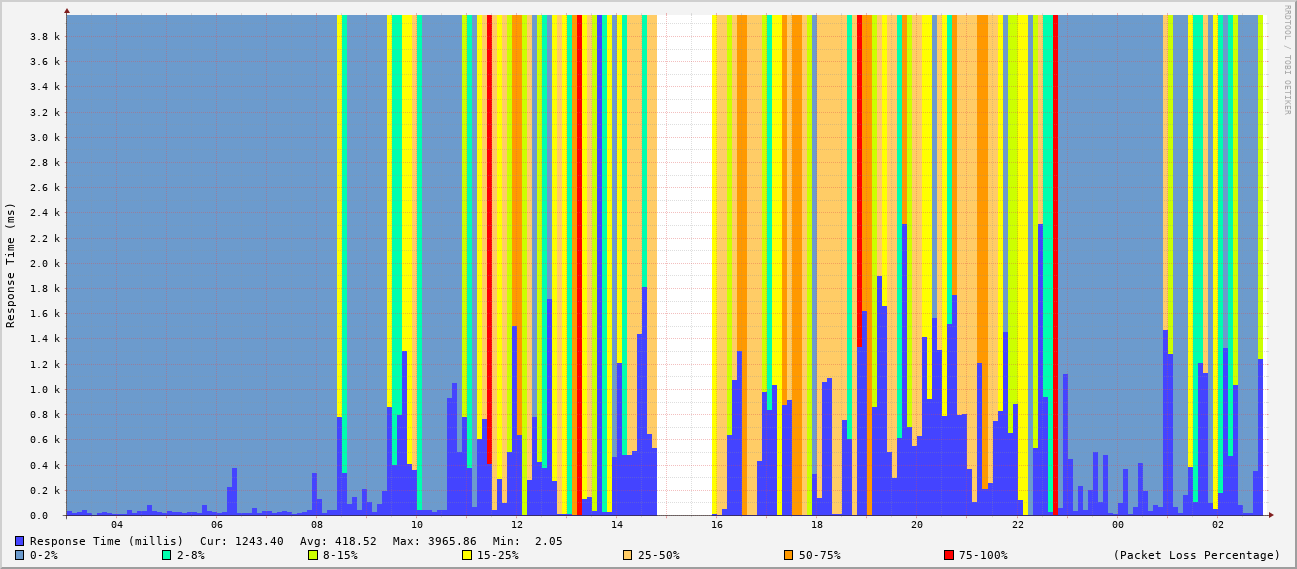 RRDTOOL / TOBI OETIKER
Response Time (ms)
3.8 k
3.6 k
3.4 k
3.2 k
3.0 k
2.8 k
2.6 k
2.4 k
2.2 k
2.0 k
1.8 k
1.6 k
1.4 k
1.2 k
1.0 k
0.8 k
0.6 k
0.4 k
0.2 k
0.0
04 06 08 10 12 14 16 18 20 22 00 02
Response Time (millis) Cur: 1243.40 Avg: 418.52 Max: 3965.86 Min: 2.05
0-2% 2-8% 8-15% 15-25% 25-50% 50-75% 75-100% (Packet Loss Percentage)